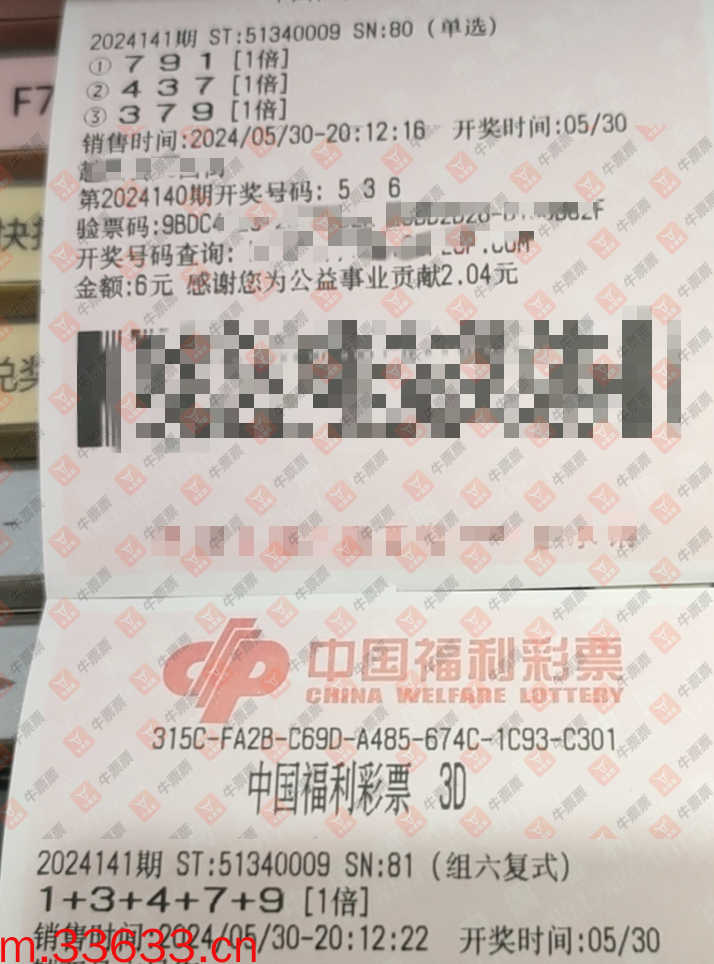 2024141期 ST:51340009 SN:80 (单选)
① 7 9 1 [1倍]
② 4 3 7 [1倍]
③ 3 7 9 [1倍]
销售时间:2024/05/30-20:12:16 开奖时间:05/30
第2024140期开奖号码: 5 3 6
验票码:9BDC4
开奖号码查询:
金额:6元 感谢您为公益事业贡献2.04元
F7
兑奖
中国福利彩票
CHINA WELFARE LOTTERY
315C-FA2B-C69D-A485-674C-1C93-C301
中国福利彩票 3D
2024141期 ST:51340009 SN:81 (组六复式)
1+3+4+7+9 [1倍]
销售时间:2024/05/30-20:12:22 开奖时间:05/30
m.33633.cn
牛票票